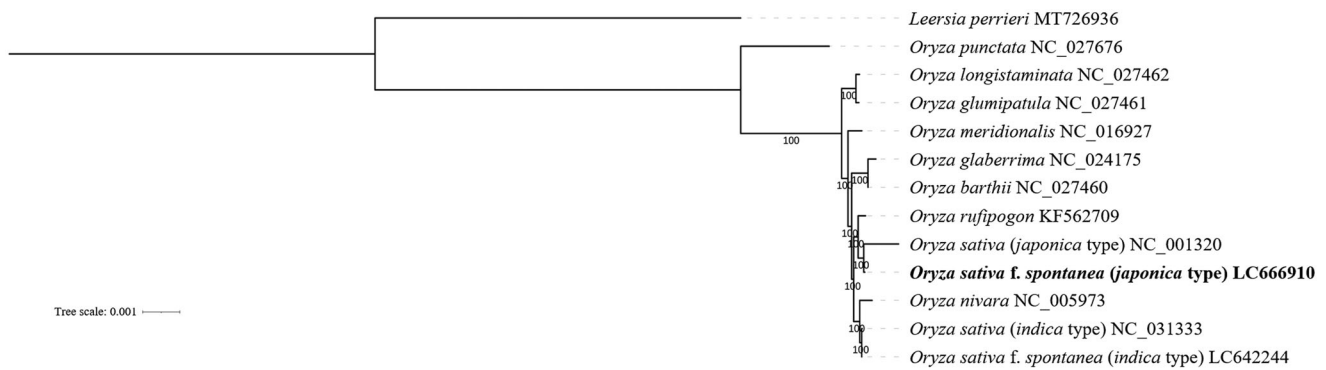 Leersia perrieri MT726936
Oryza punctata NC_027676
Oryza longistaminata NC_027462
100
Oryza glumipatula NC_027461
Oryza meridionalis NC_016927
100
Oryza glaberrima NC_024175
100
100
Oryza barthii NC_027460
Oryza rufipogon KF562709
100
100
Oryza sativa (japonica type) NC_001320
100
Oryza sativa f. spontanea (japonica type) LC666910
100
Oryza nivara NC_005973
Tree scale: 0.001
100
Oryza sativa (indica type) NC_031333
100
Oryza sativa f. spontanea (indica type) LC642244